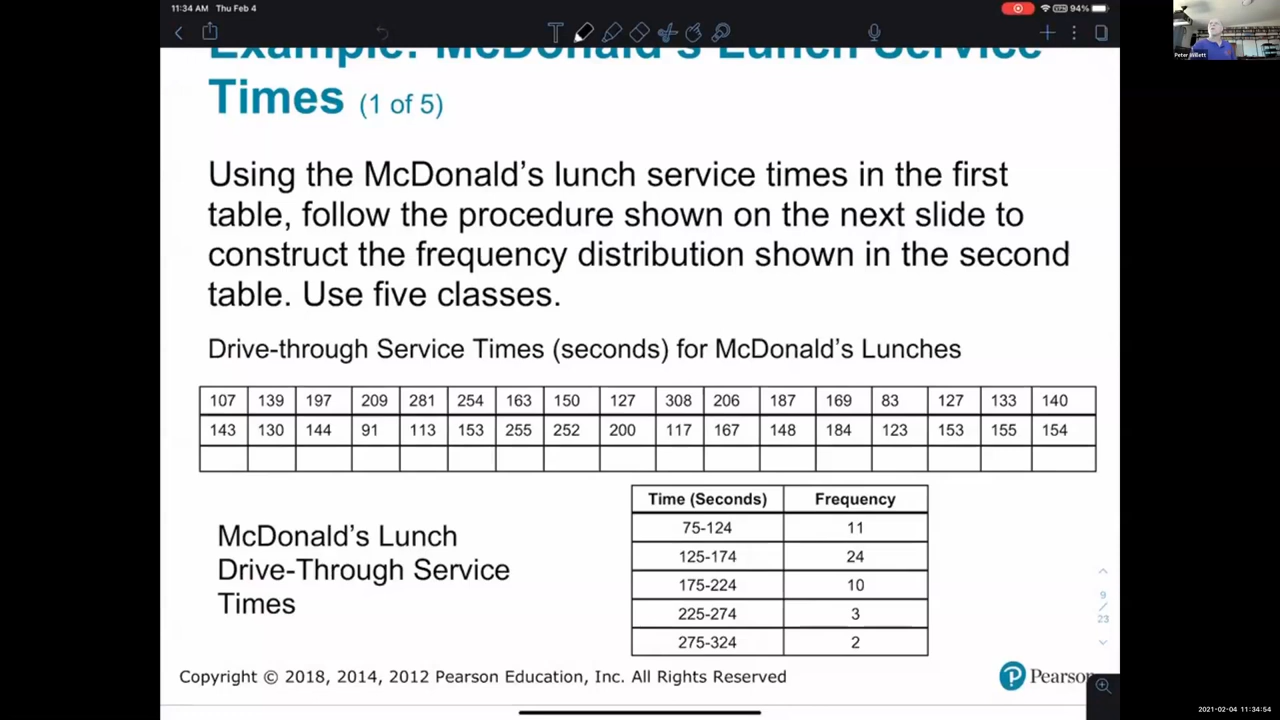 11:34 AM Thu Feb 4
94%
Example: McDonald's Lunch Service
Times (1 of 5)
Using the McDonald's lunch service times in the first
table, follow the procedure shown on the next slide to
construct the frequency distribution shown in the second
table. Use five classes.
Drive-through Service Times (seconds) for McDonald's Lunches
107 139 197 209 281 254 163 150 127 308 206 187 169 83 127 133 140
143 130 144 91 113 153 255 252 200 117 167 148 184 123 153 155 154
McDonald's Lunch
Drive-Through Service
Times
Time (Seconds) Frequency
75-124 11
125-174 24
175-224 10
225-274 3
275-324 2
9
/
23
Copyright © 2018, 2014, 2012 Pearson Education, Inc. All Rights Reserved
Pearson
2021-02-04 11:34:54